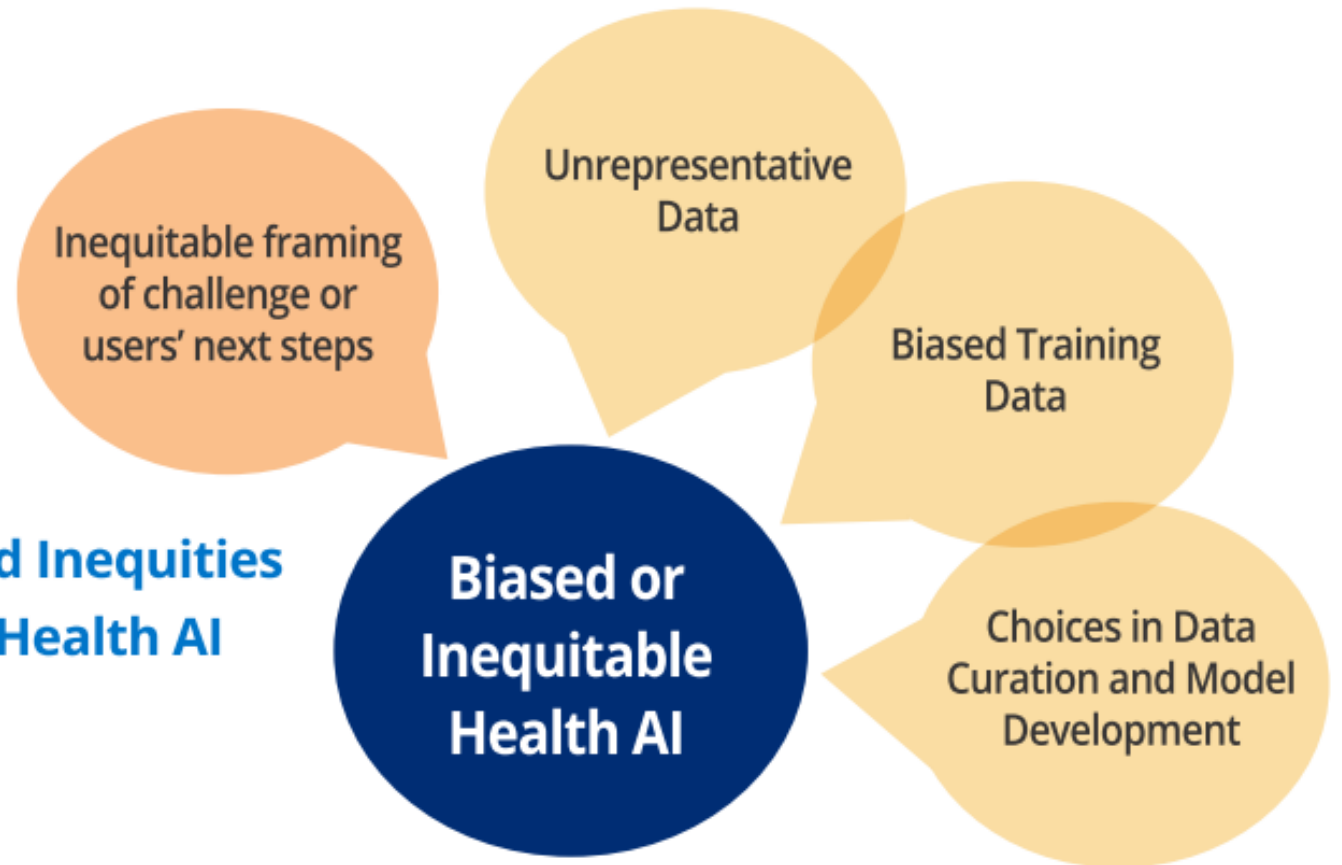 Unrepresentative
Data
Inequitable framing
of challenge or
users’ next steps
Biased Training
Data
Inequities
Health AI
Biased or
Inequitable
Health AI
Choices in Data
Curation and Model
Development